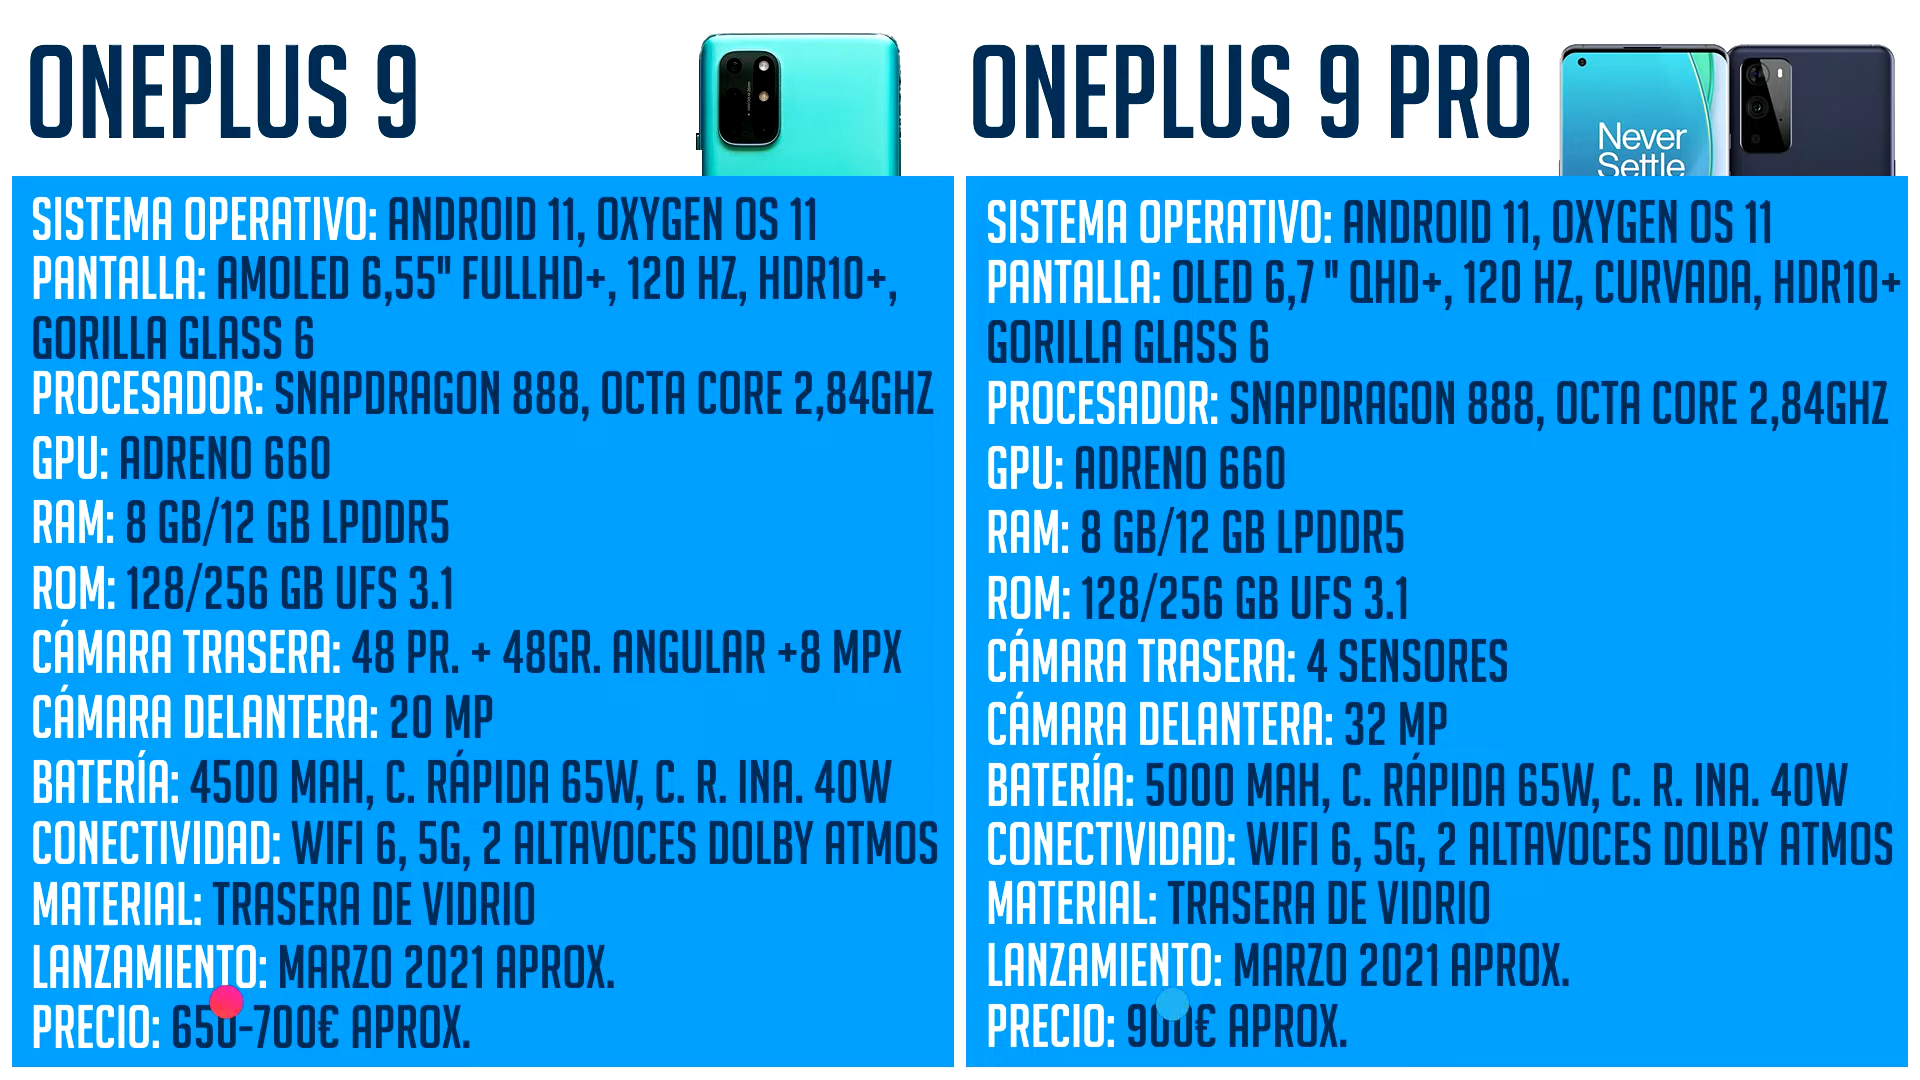 ONEPLUS 9
SISTEMA OPERATIVO: ANDROID 11, OXYGEN OS 11
PANTALLA: AMOLED 6,55" FULLHD+, 120 HZ, HDR10+,
GORILLA GLASS 6
PROCESADOR: SNAPDRAGON 888, OCTA CORE 2,84GHZ
GPU: ADRENO 660
RAM: 8 GB/12 GB LPDDR5
ROM: 128/256 GB UFS 3.1
CÁMARA TRASERA: 48 PR. + 48GR. ANGULAR +8 MPX
CÁMARA DELANTERA: 20 MP
BATERÍA: 4500 MAH, C. RÁPIDA 65W, C. R. INA. 40W
CONECTIVIDAD: WIFI 6, 5G, 2 ALTAVOCES DOLBY ATMOS
MATERIAL: TRASERA DE VIDRIO
LANZAMIENTO: MARZO 2021 APROX.
PRECIO: 650-700€ APROX.
ONEPLUS 9 PRO
Never
Settle
SISTEMA OPERATIVO: ANDROID 11, OXYGEN OS 11
PANTALLA: OLED 6,7 " QHD+, 120 HZ, CURVADA, HDR10+
GORILLA GLASS 6
PROCESADOR: SNAPDRAGON 888, OCTA CORE 2,84GHZ
GPU: ADRENO 660
RAM: 8 GB/12 GB LPDDR5
ROM: 128/256 GB UFS 3.1
CÁMARA TRASERA: 4 SENSORES
CÁMARA DELANTERA: 32 MP
BATERÍA: 5000 MAH, C. RÁPIDA 65W, C. R. INA. 40W
CONECTIVIDAD: WIFI 6, 5G, 2 ALTAVOCES DOLBY ATMOS
MATERIAL: TRASERA DE VIDRIO
LANZAMIENTO: MARZO 2021 APROX.
PRECIO: 900€ APROX.